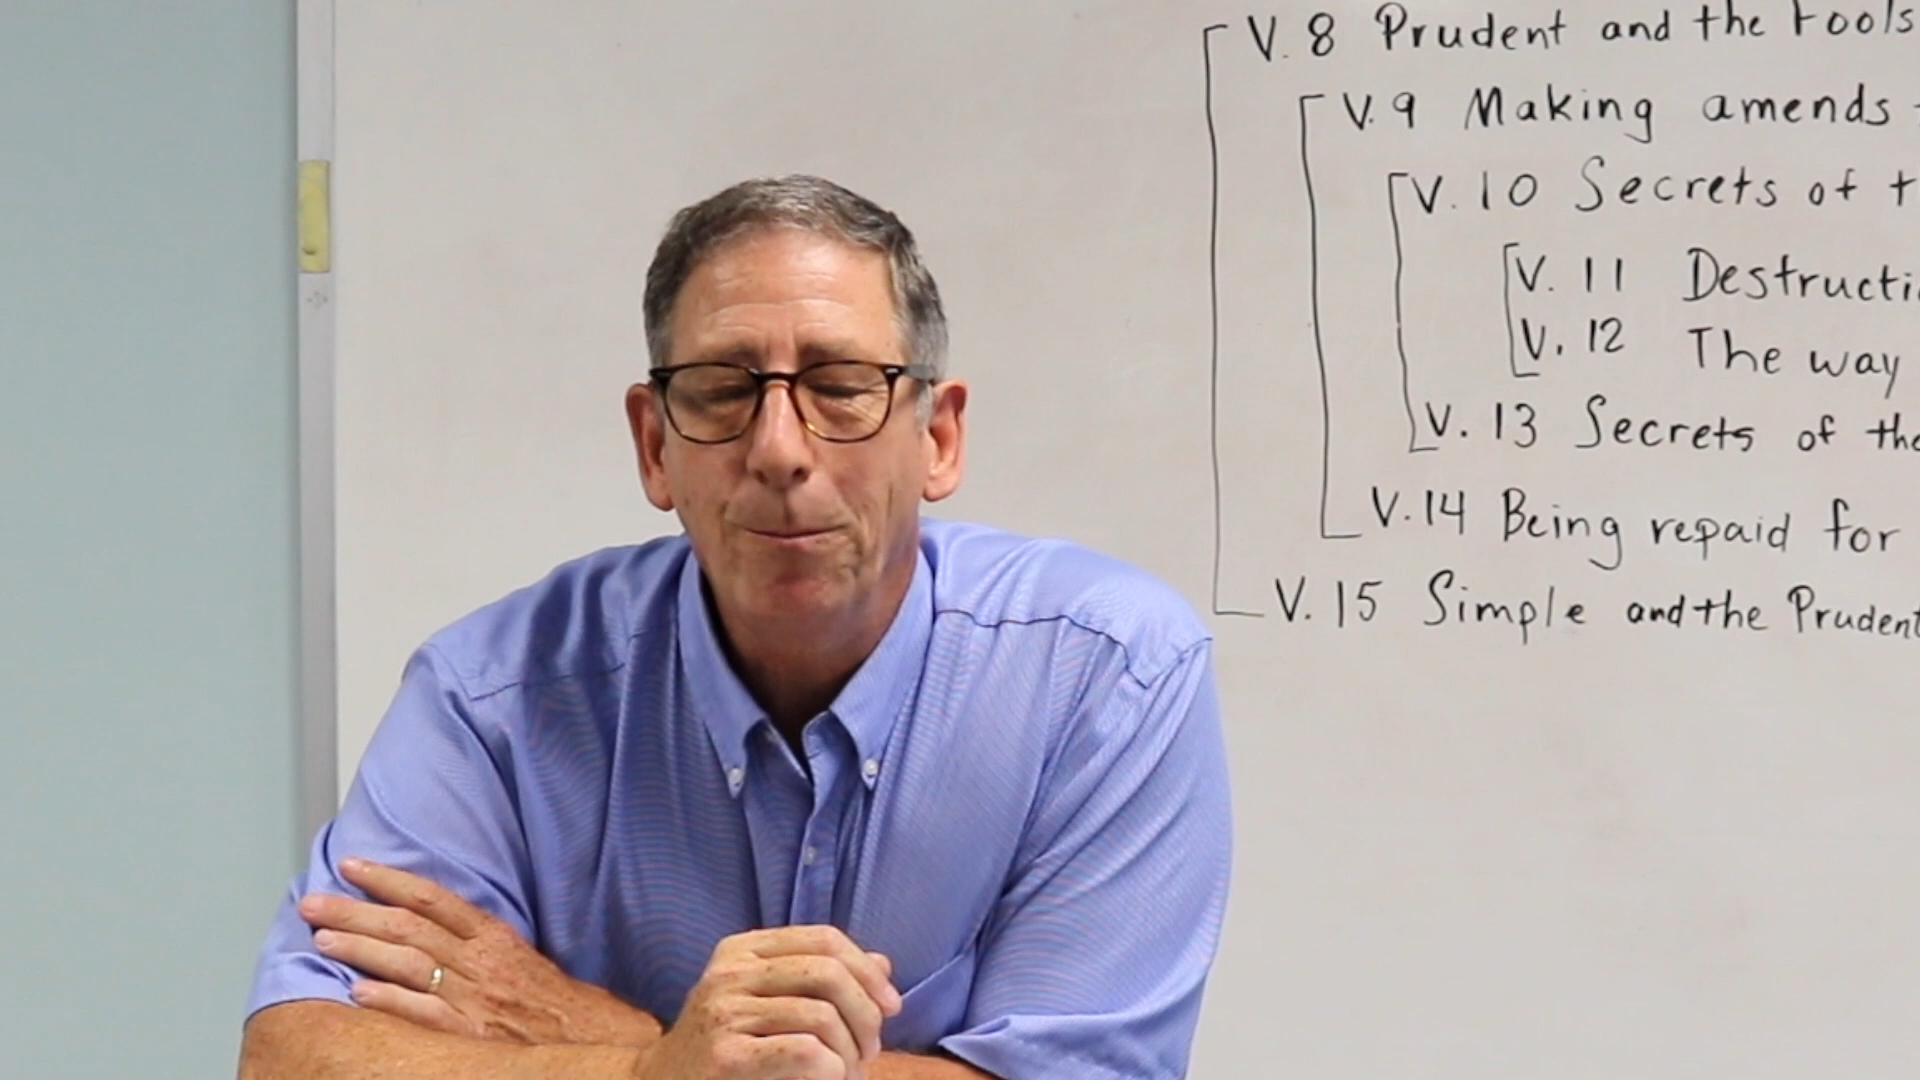 V. 8 Prudent and the Fools
V. 9 Making amends
V. 10 Secrets of t
V. 11 Destructi
V. 12 The way
V. 13 Secrets of the
V. 14 Being repaid for
V. 15 Simple and the Prudent